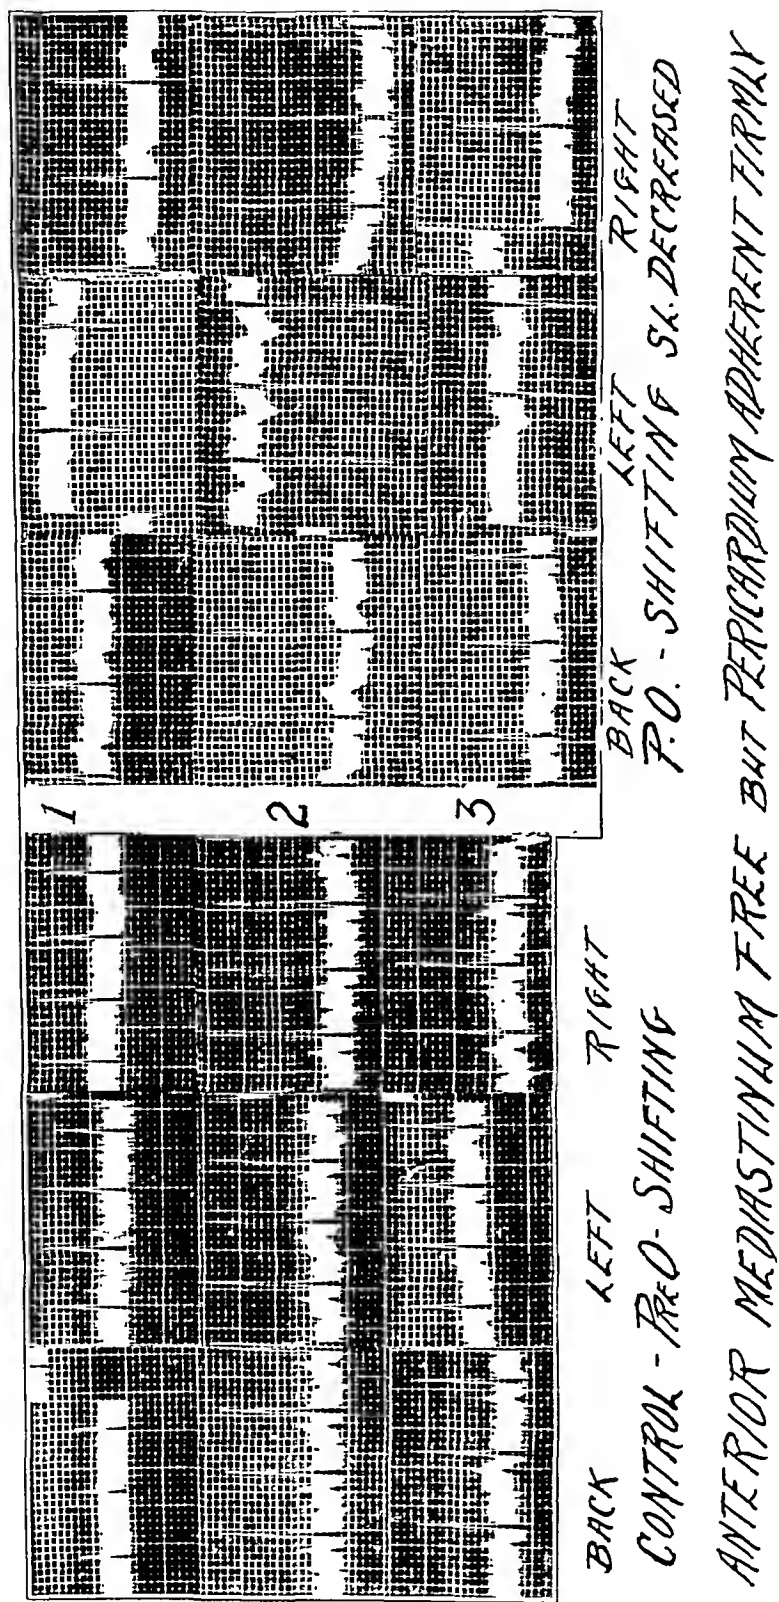 1
2
3
BACK LEFT RIGHT BACK LEFT RIGHT
CONTROL - PREO - SHIFTING P.O. - SHIFTING SL. DECREASED
ANTERIOR MEDIASTINUM FREE BUT PERICARDIUM ADHERENT FIRMLY